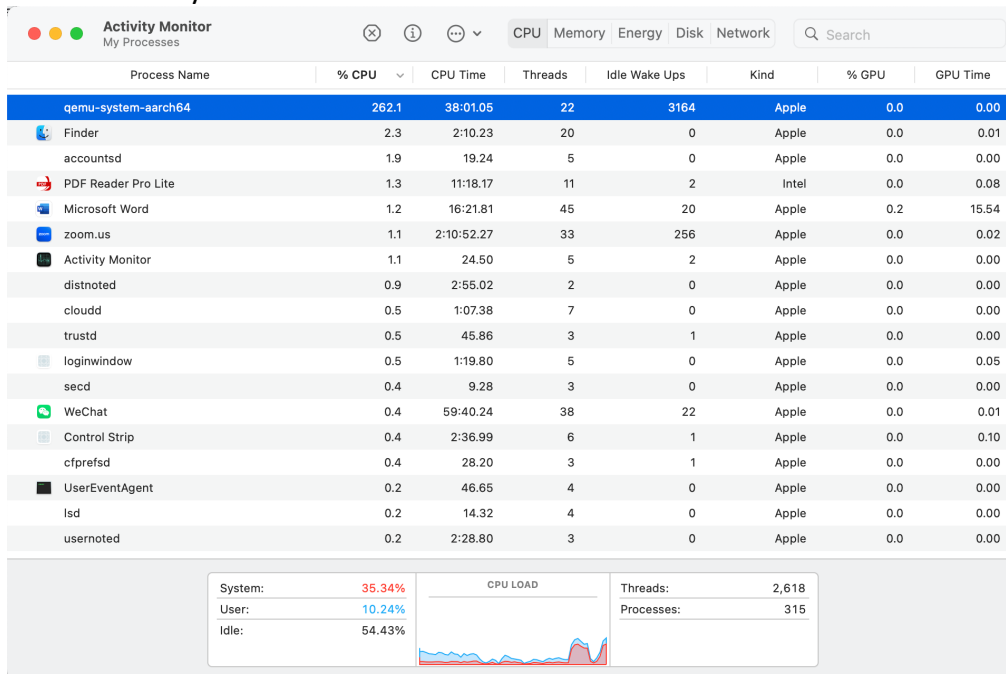 Activity Monitor
My Processes
CPU Memory Energy Disk Network
Search
Process Name % CPU CPU Time Threads Idle Wake Ups Kind % GPU GPU Time
qemu-system-aarch64 262.1 38:01.05 22 3164 Apple 0.0 0.00
Finder 2.3 2:10.23 20 0 Apple 0.0 0.01
accountsd 1.9 19.24 5 0 Apple 0.0 0.00
PDF Reader Pro Lite 1.3 11:18.17 11 2 Intel 0.0 0.08
Microsoft Word 1.2 16:21.81 45 20 Apple 0.2 15.54
zoom.us 1.1 2:10:52.27 33 256 Apple 0.0 0.02
Activity Monitor 1.1 24.50 5 2 Apple 0.0 0.00
distnoted 0.9 2:55.02 2 0 Apple 0.0 0.00
cloudd 0.5 1:07.38 7 0 Apple 0.0 0.00
trustd 0.5 45.86 3 1 Apple 0.0 0.00
loginwindow 0.5 1:19.80 5 0 Apple 0.0 0.05
secd 0.4 9.28 3 0 Apple 0.0 0.00
WeChat 0.4 59:40.24 38 22 Apple 0.0 0.01
Control Strip 0.4 2:36.99 6 1 Apple 0.0 0.10
cfprefsd 0.4 28.20 3 1 Apple 0.0 0.00
UserEventAgent 0.2 46.65 4 0 Apple 0.0 0.00
lsd 0.2 14.32 4 0 Apple 0.0 0.00
usernoted 0.2 2:28.80 3 0 Apple 0.0 0.00
System: 35.34% CPU LOAD Threads: 2,618
User: 10.24% Processes: 315
Idle: 54.43%